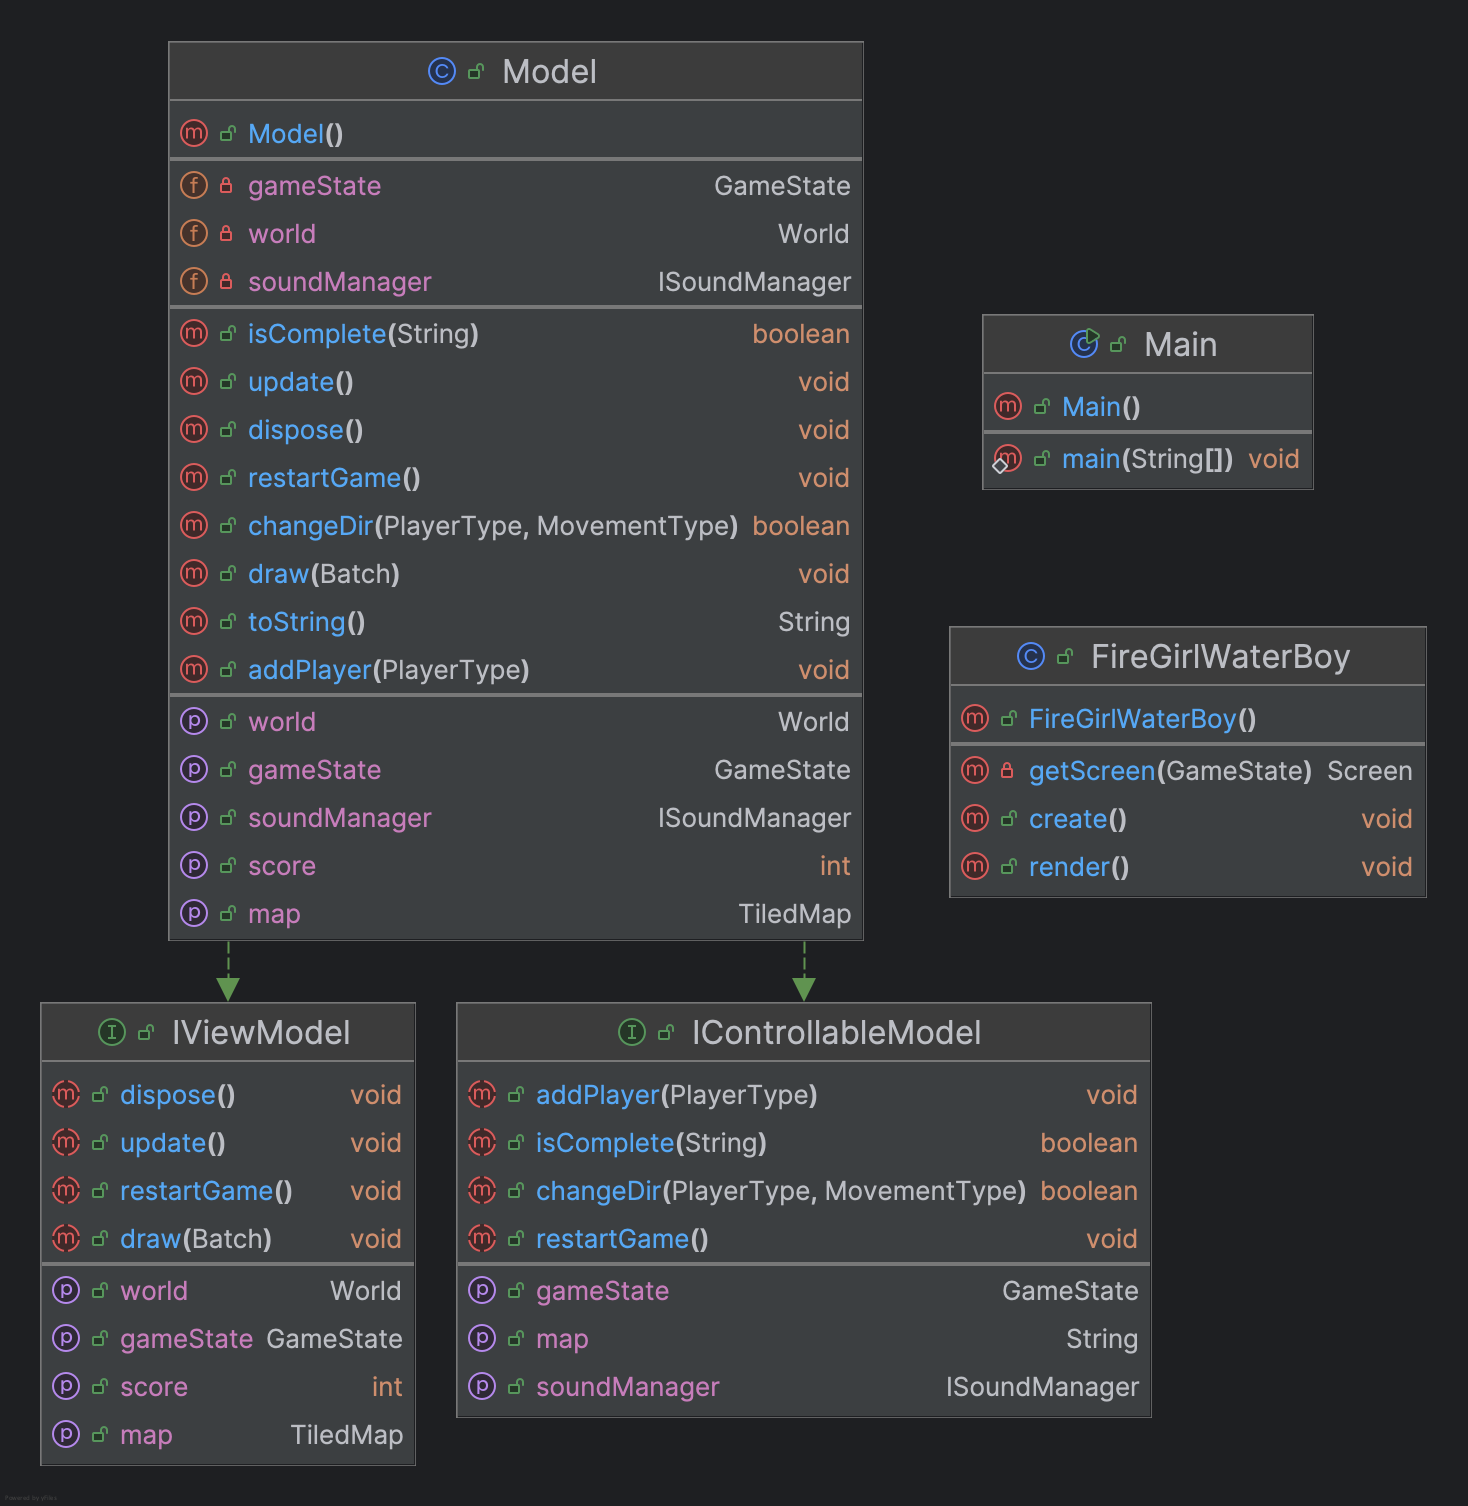 Model
Model()
gameState GameState
world World
soundManager ISoundManager
isComplete(String) boolean
update() void
dispose() void
restartGame() void
changeDir(PlayerType, MovementType) boolean
draw(Batch) void
toString() String
addPlayer(PlayerType) void
world World
gameState GameState
soundManager ISoundManager
score int
map TiledMap
Main
Main()
main(String[]) void
FireGirlWaterBoy
FireGirlWaterBoy()
getScreen(GameState) Screen
create() void
render() void
IViewModel
dispose() void
update() void
restartGame() void
draw(Batch) void
world World
gameState GameState
score int
map TiledMap
IControllableModel
addPlayer(PlayerType) void
isComplete(String) boolean
changeDir(PlayerType, MovementType) boolean
restartGame() void
gameState GameState
map String
soundManager ISoundManager
Powered by yFiles